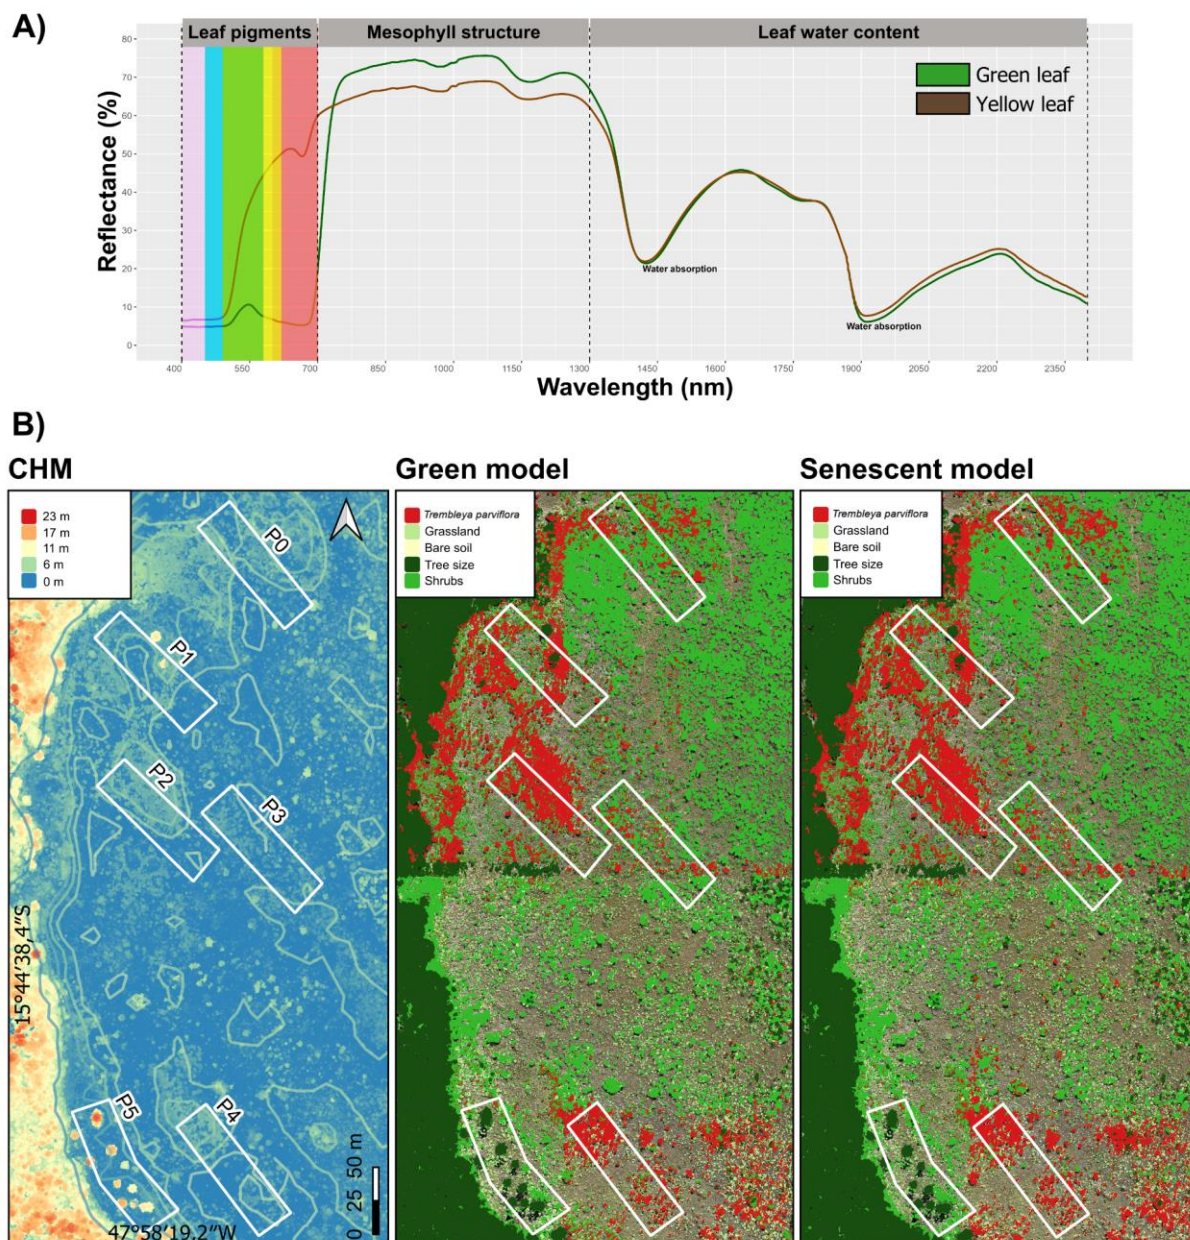 A)
Leaf pigments Mesophyll structure Leaf water content
Green leaf
Yellow leaf
Reflectance (%)
80
70
60
50
40
30
20
10
0
Water absorption
Water absorption
400 550 700 850 1000 1150 1300 1450 1600 1750 1900 2050 2200 2350
Wavelength (nm)
B)
CHM
23 m
17 m
11 m
6 m
0 m
P0
P1
P2
P3
P4
P5
15°44′38,4″S
47°58′19.2″W
0 25 50 m
Green model
Trembleya parviflora
Grassland
Bare soil
Tree size
Shrubs
Senescent model
Trembleya parviflora
Grassland
Bare soil
Tree size
Shrubs